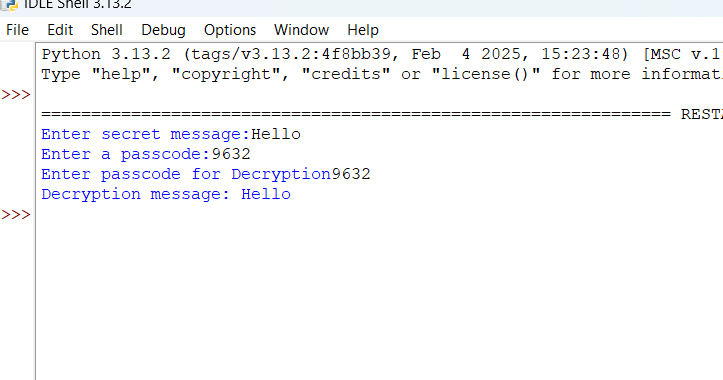 IDLE Shell 3.13.2
File Edit Shell Debug Options Window Help
Python 3.13.2 (tags/v3.13.2:4f8bb39, Feb  4 2025, 15:23:48) [MSC v.1
Type "help", "copyright", "credits" or "license()" for more informat
>>>
==================================================================== REST
Enter secret message:Hello
Enter a passcode:9632
Enter passcode for Decryption9632
Decryption message: Hello
>>>